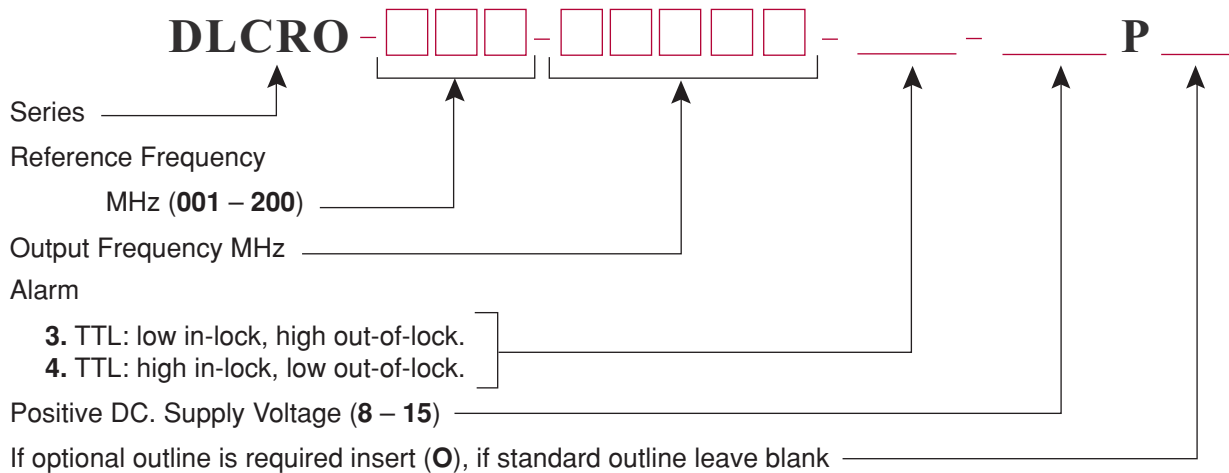 DLCRO - - - - P
Series
Reference Frequency
MHz (001 – 200)
Output Frequency MHz
Alarm
3. TTL: low in-lock, high out-of-lock.
4. TTL: high in-lock, low out-of-lock.
Positive DC. Supply Voltage (8 – 15)
If optional outline is required insert (O), if standard outline leave blank